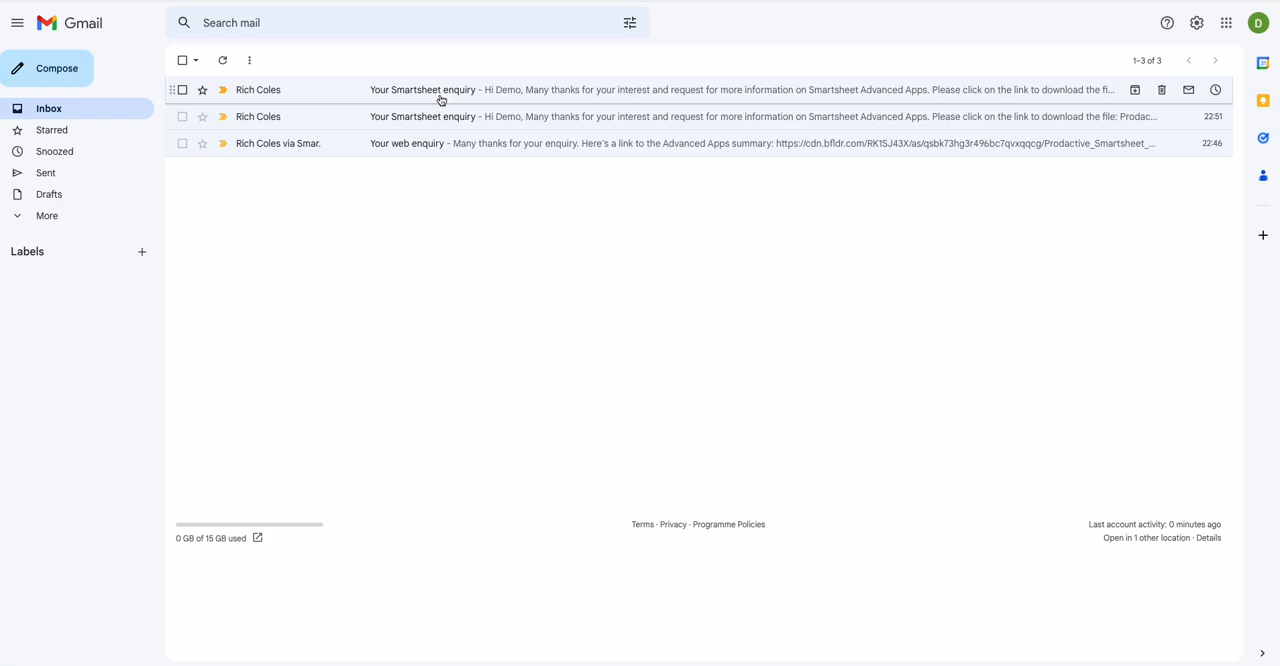 Gmail
Search mail
D
Compose
1–3 of 3
Inbox
Starred
Snoozed
Sent
Drafts
More
Labels
Rich Coles Your Smartsheet enquiry - Hi Demo, Many thanks for your interest and request for more information on Smartsheet Advanced Apps. Please click on the link to download the fi...
Rich Coles Your Smartsheet enquiry - Hi Demo, Many thanks for your interest and request for more information on Smartsheet Advanced Apps. Please click on the link to download the file: Prodac... 22:51
Rich Coles via Smar. Your web enquiry - Many thanks for your enquiry. Here's a link to the Advanced Apps summary: https://cdn.bfldr.com/RK1SJ43X/as/qsbk73hg3r496bc7qvxqqcg/Prodactive_Smartsheet_... 22:46
0 GB of 15 GB used
Terms · Privacy · Programme Policies
Last account activity: 0 minutes ago
Open in 1 other location · Details